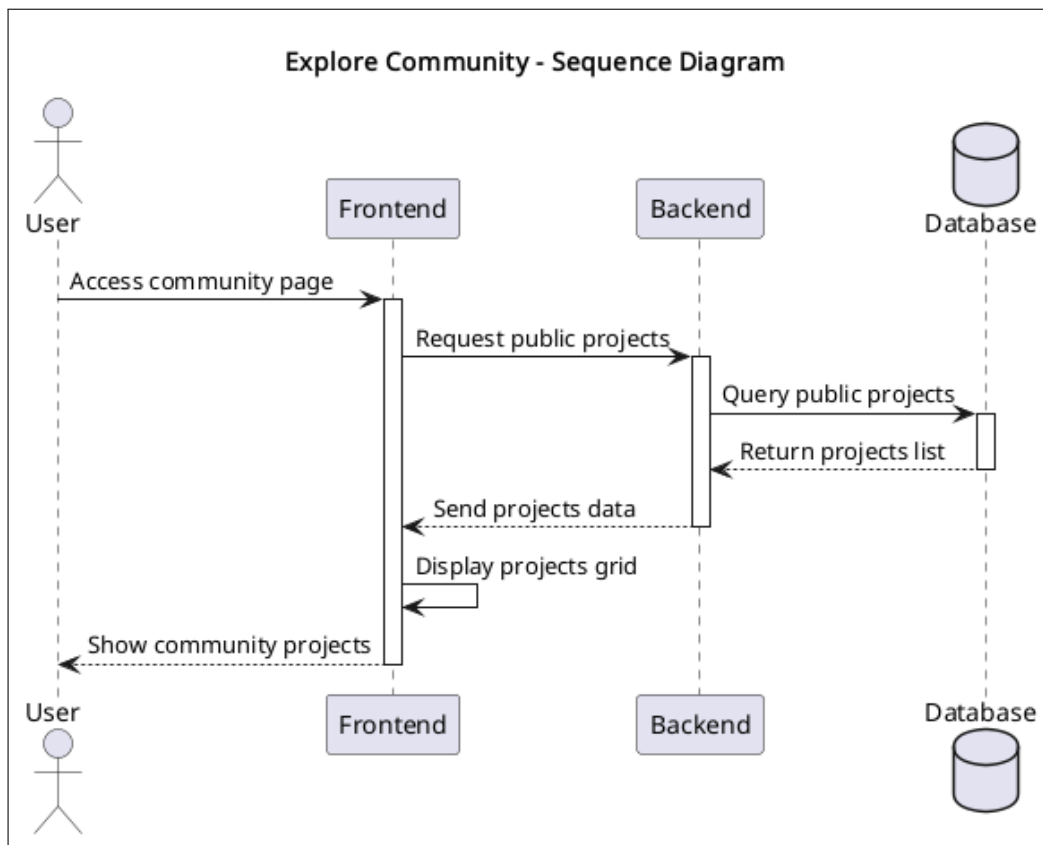 Explore Community - Sequence Diagram
User
Frontend
Backend
Database
Access community page
Request public projects
Query public projects
Return projects list
Send projects data
Display projects grid
Show community projects
User
Frontend
Backend
Database